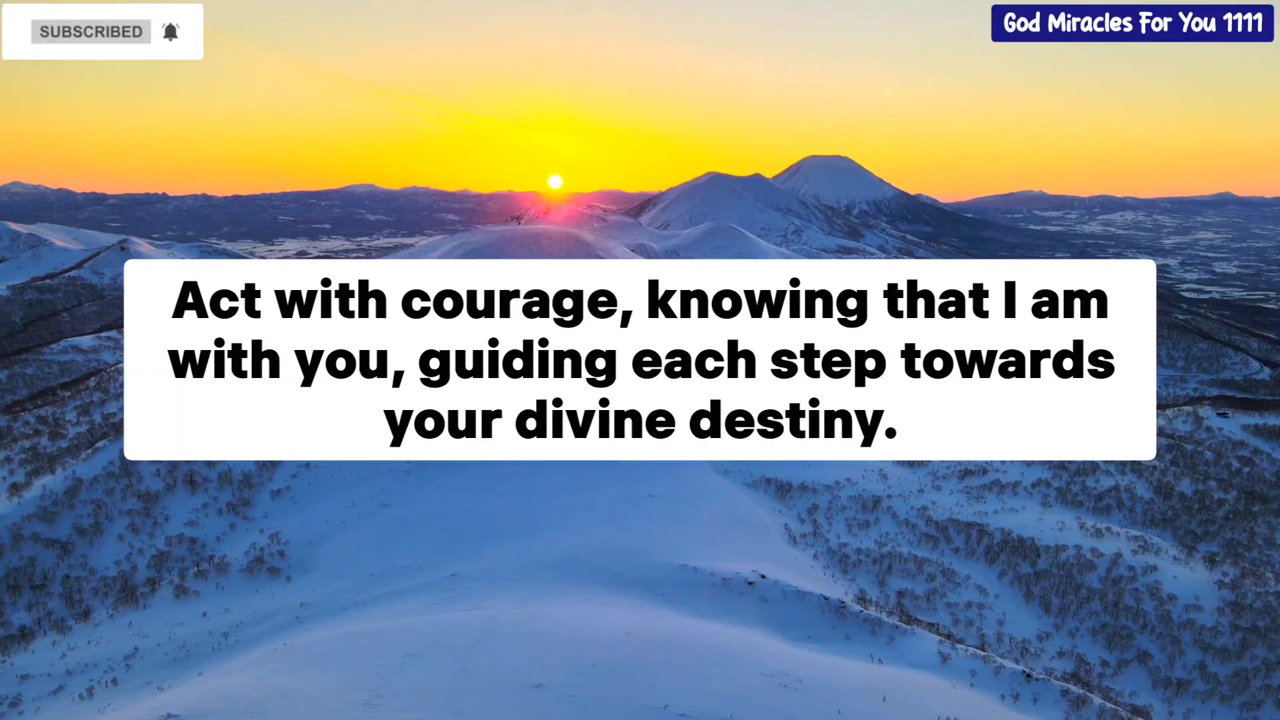 SUBSCRIBED
God Miracles For You 1111
Act with courage, knowing that I am
with you, guiding each step towards
your divine destiny.